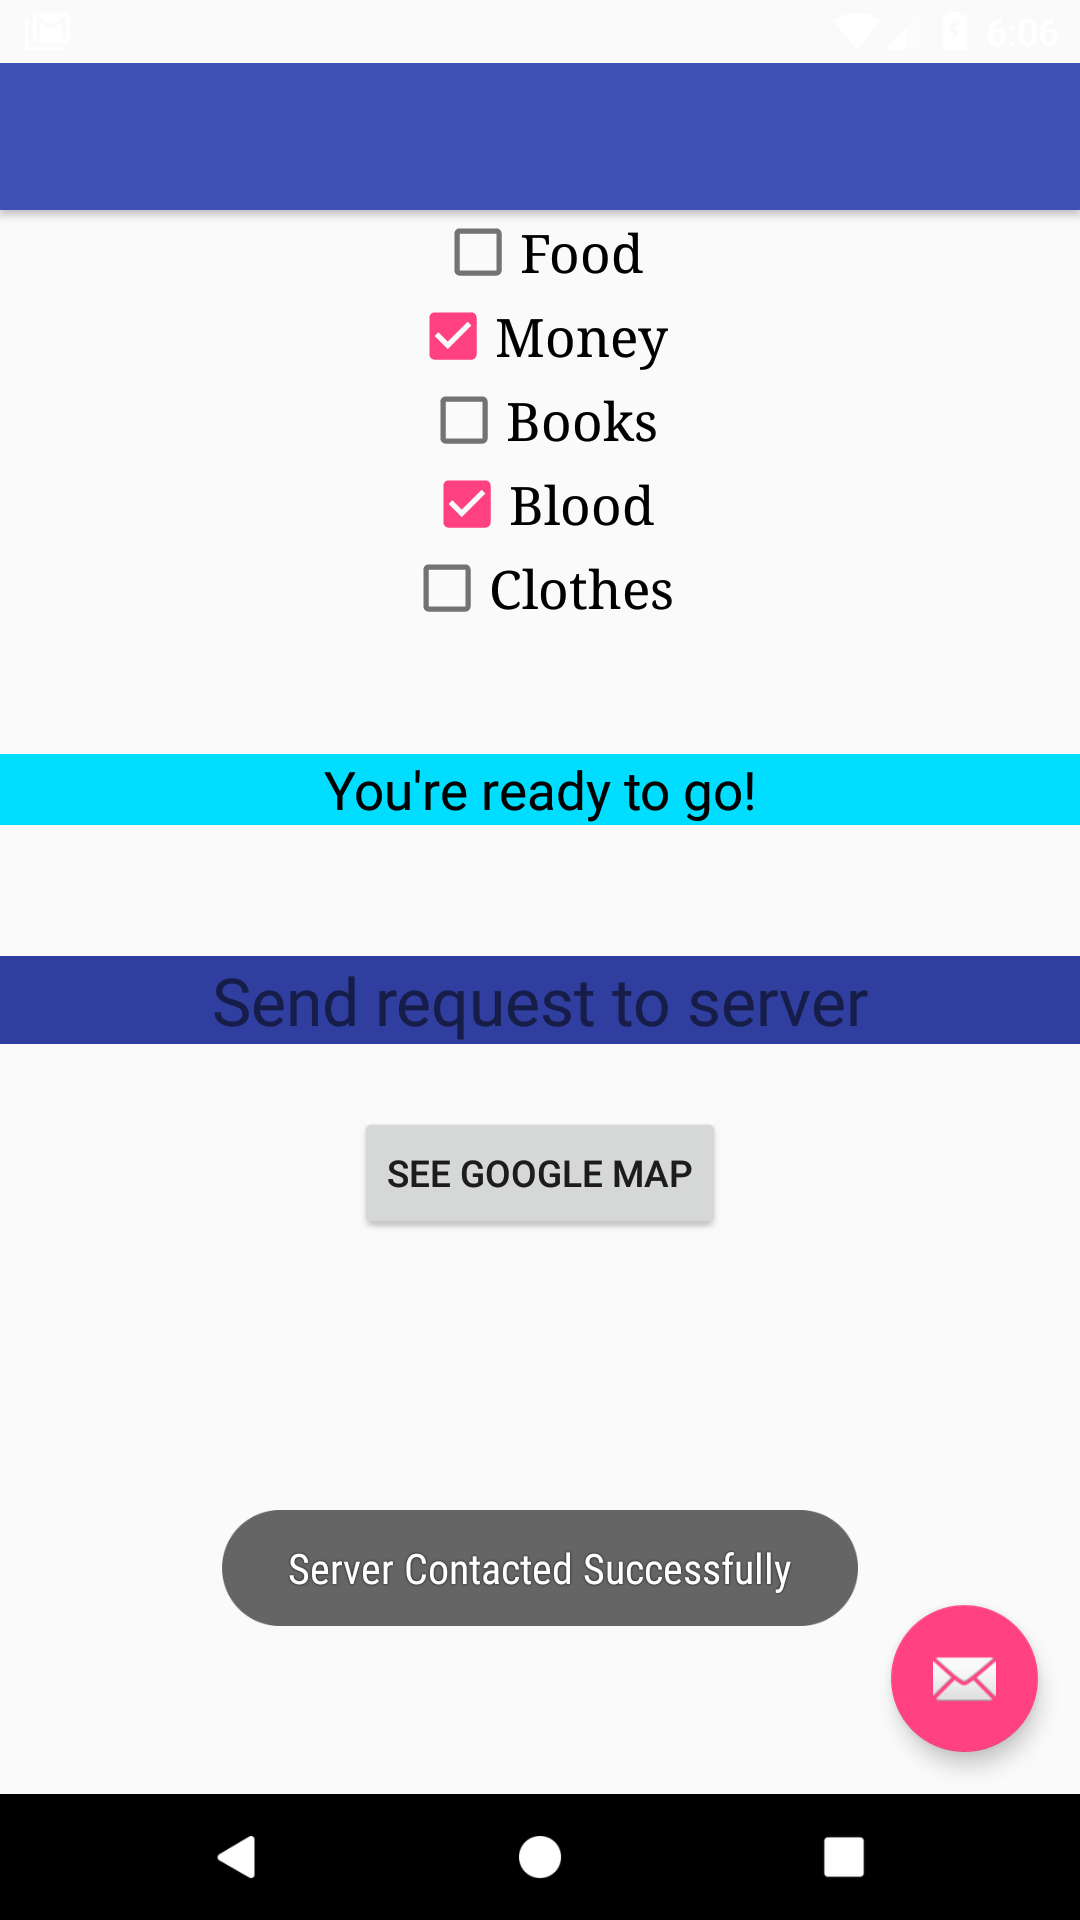 6:06
Food
Money
Books
Blood
Clothes
You're ready to go!
Send request to server
SEE GOOGLE MAP
Server Contacted Successfully